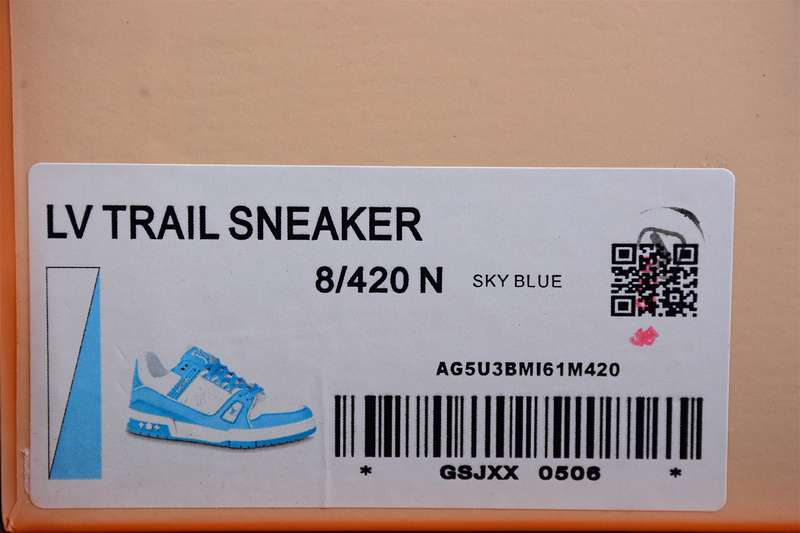 LV TRAIL SNEAKER
8/420 N SKY BLUE
AG5U3BMI61M420
* GSJXX 0506 *